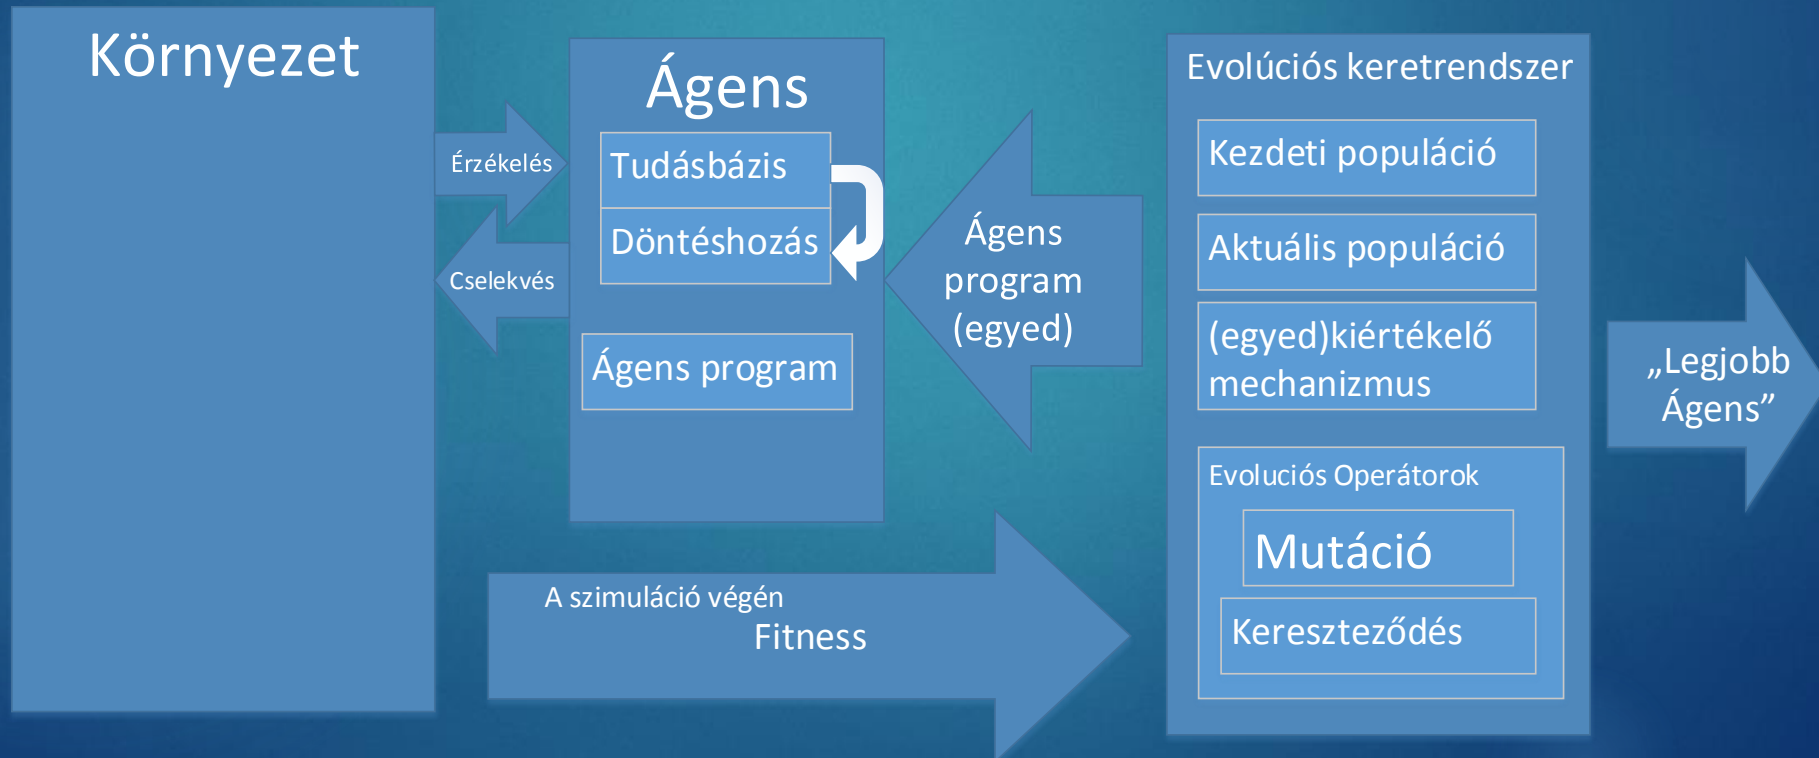 Környezet
Érzékelés
Cselekvés
Ágens
Tudásbázis
Döntéshozás
Ágens program
Ágens
program
(egyed)
A szimuláció végén
Fitness
Evolúciós keretrendszer
Kezdeti populáció
Aktuális populáció
(egyed)kiértékelő
mechanizmus
Evoluciós Operátorok
Mutáció
Kereszteződés
„Legjobb
Ágens”